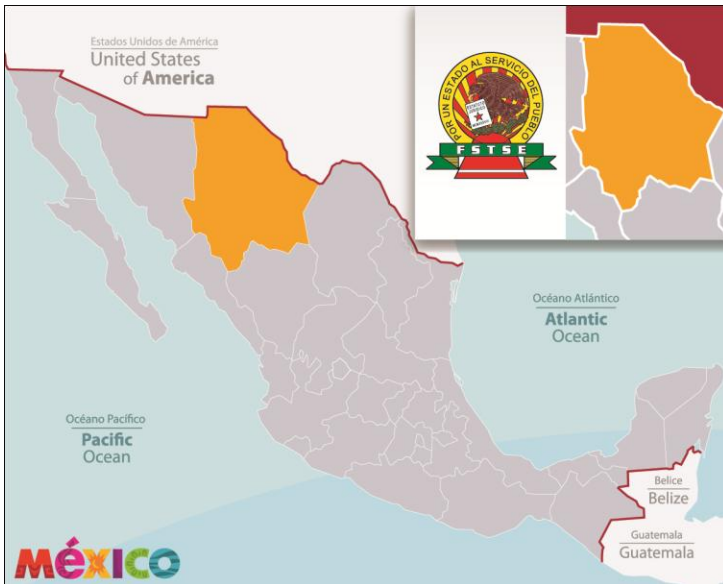 Estados Unidos de América
United States
of America
POR UN ESTADO AL SERVICIO DEL PUEBLO
FSTSE
Océano Atlántico
Atlantic
Ocean
Océano Pacífico
Pacific
Ocean
Belice
Belize
Guatemala
Guatemala
México